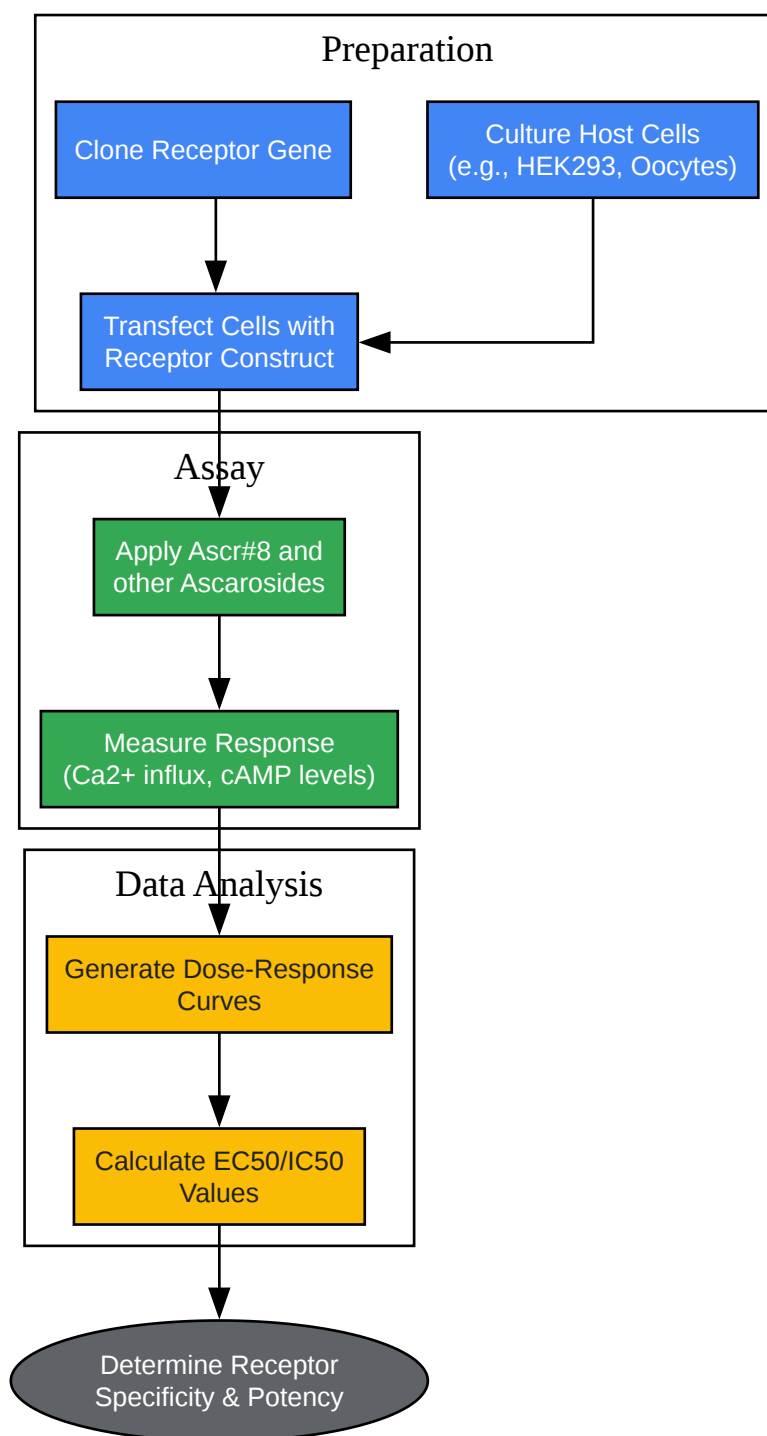 Preparation
Clone Receptor Gene
Culture Host Cells
(e.g., HEK293, Oocytes)
Transfect Cells with
Receptor Construct
Assay
Apply Ascr#8 and
other Ascarosides
Measure Response
(Ca2+ influx, cAMP levels)
Data Analysis
Generate Dose-Response
Curves
Calculate EC50/IC50
Values
Determine Receptor
Specificity & Potency